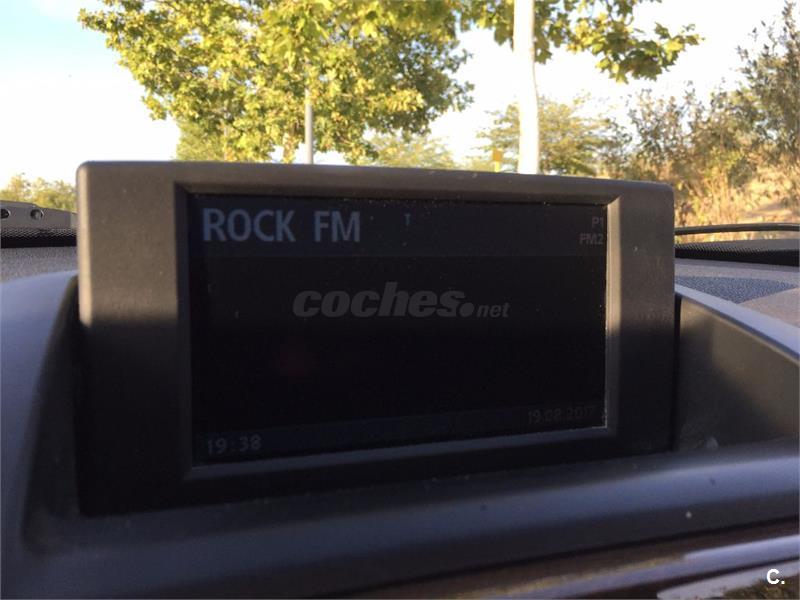 ROCK FM
T
P1
FM2
coches.net
19:38
19.08.2017
C.